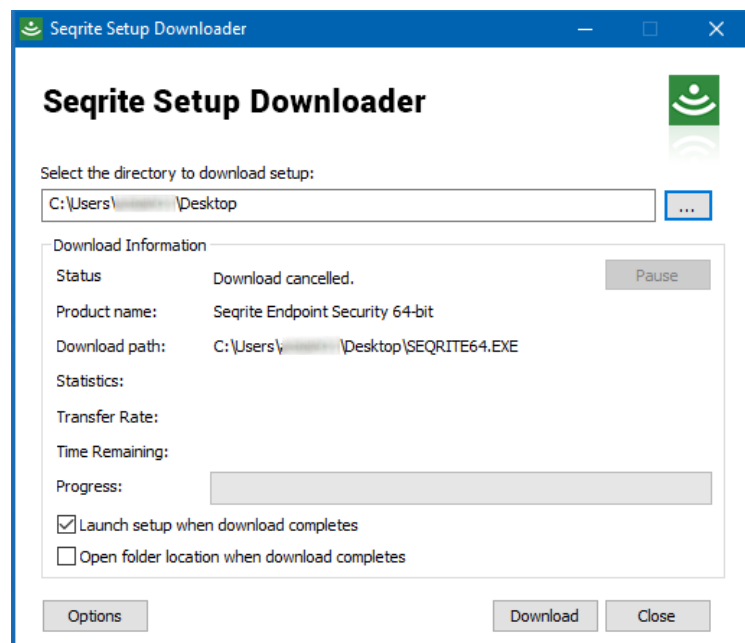 Seqrite Setup Downloader
Seqrite Setup Downloader
Select the directory to download setup:
C:\Users\ \Desktop
...
Download Information
Status Download cancelled. Pause
Product name: Seqrite Endpoint Security 64-bit
Download path: C:\Users\ \Desktop\SEQRITE64.EXE
Statistics:
Transfer Rate:
Time Remaining:
Progress:
Launch setup when download completes
Open folder location when download completes
Options Download Close